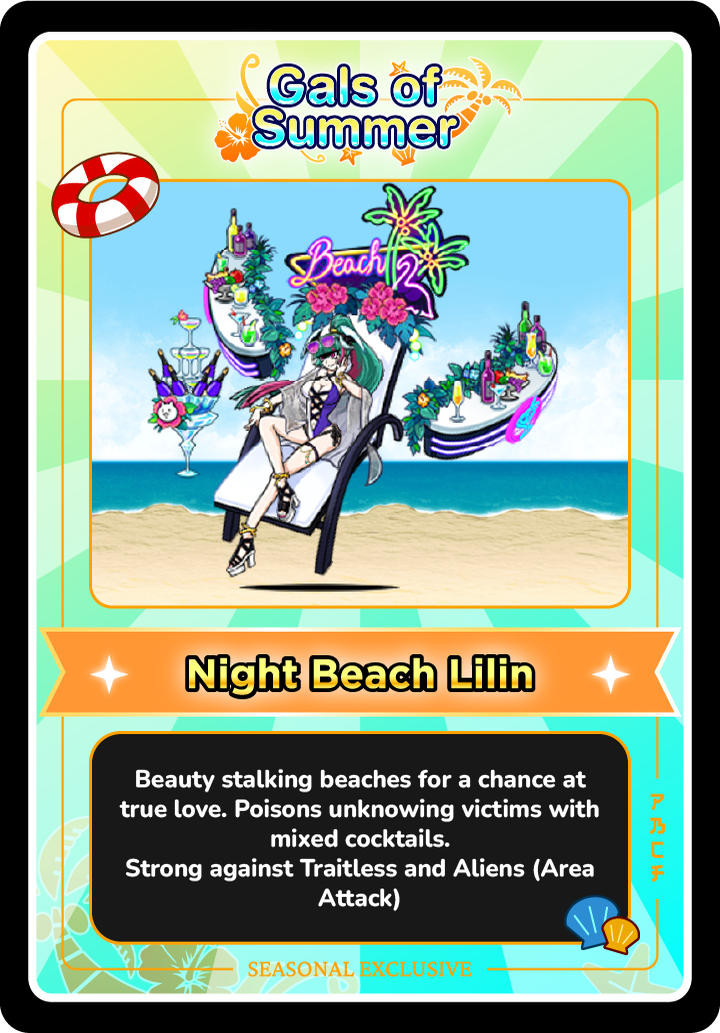 Gals of
Summer
Beach
Night Beach Lilin
Beauty stalking beaches for a chance at
true love. Poisons unknowing victims with
mixed cocktails.
Strong against Traitless and Aliens (Area
Attack)
SEASONAL EXCLUSIVE